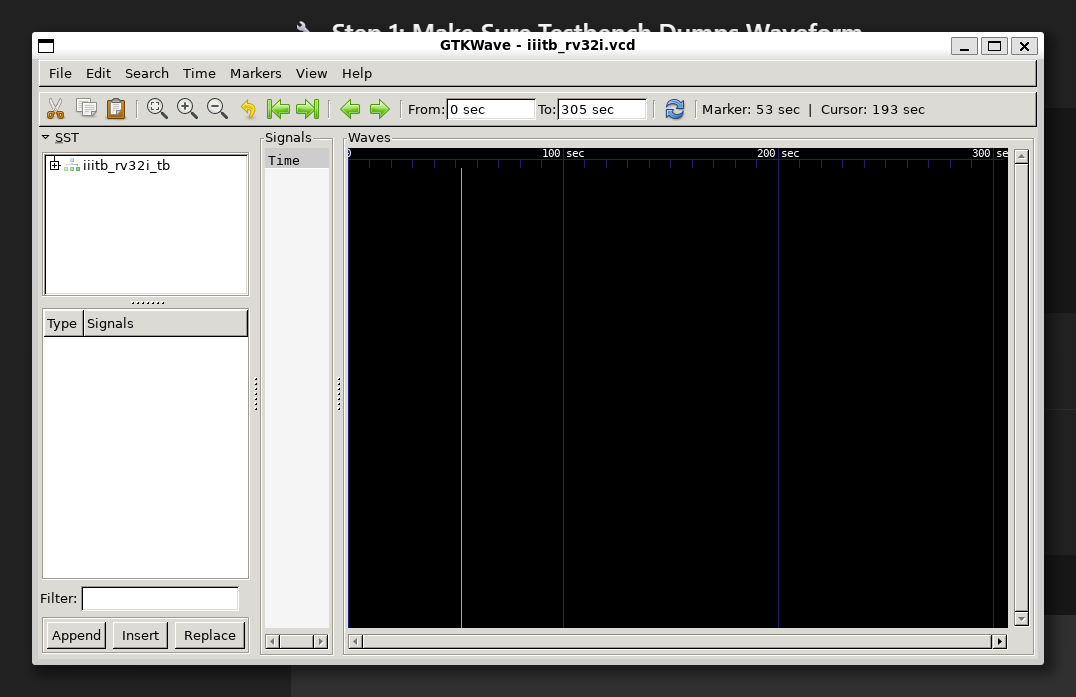 Step 1: Make Sure Testbench Dumps Waveform
GTKWave - iiitb_rv32i.vcd
File Edit Search Time Markers View Help
From: 0 sec To: 305 sec Marker: 53 sec | Cursor: 193 sec
SST
Signals
Waves
iiitb_rv32i_tb
Time
0 100 sec 200 sec 300 se
Type Signals
Filter:
Append Insert Replace